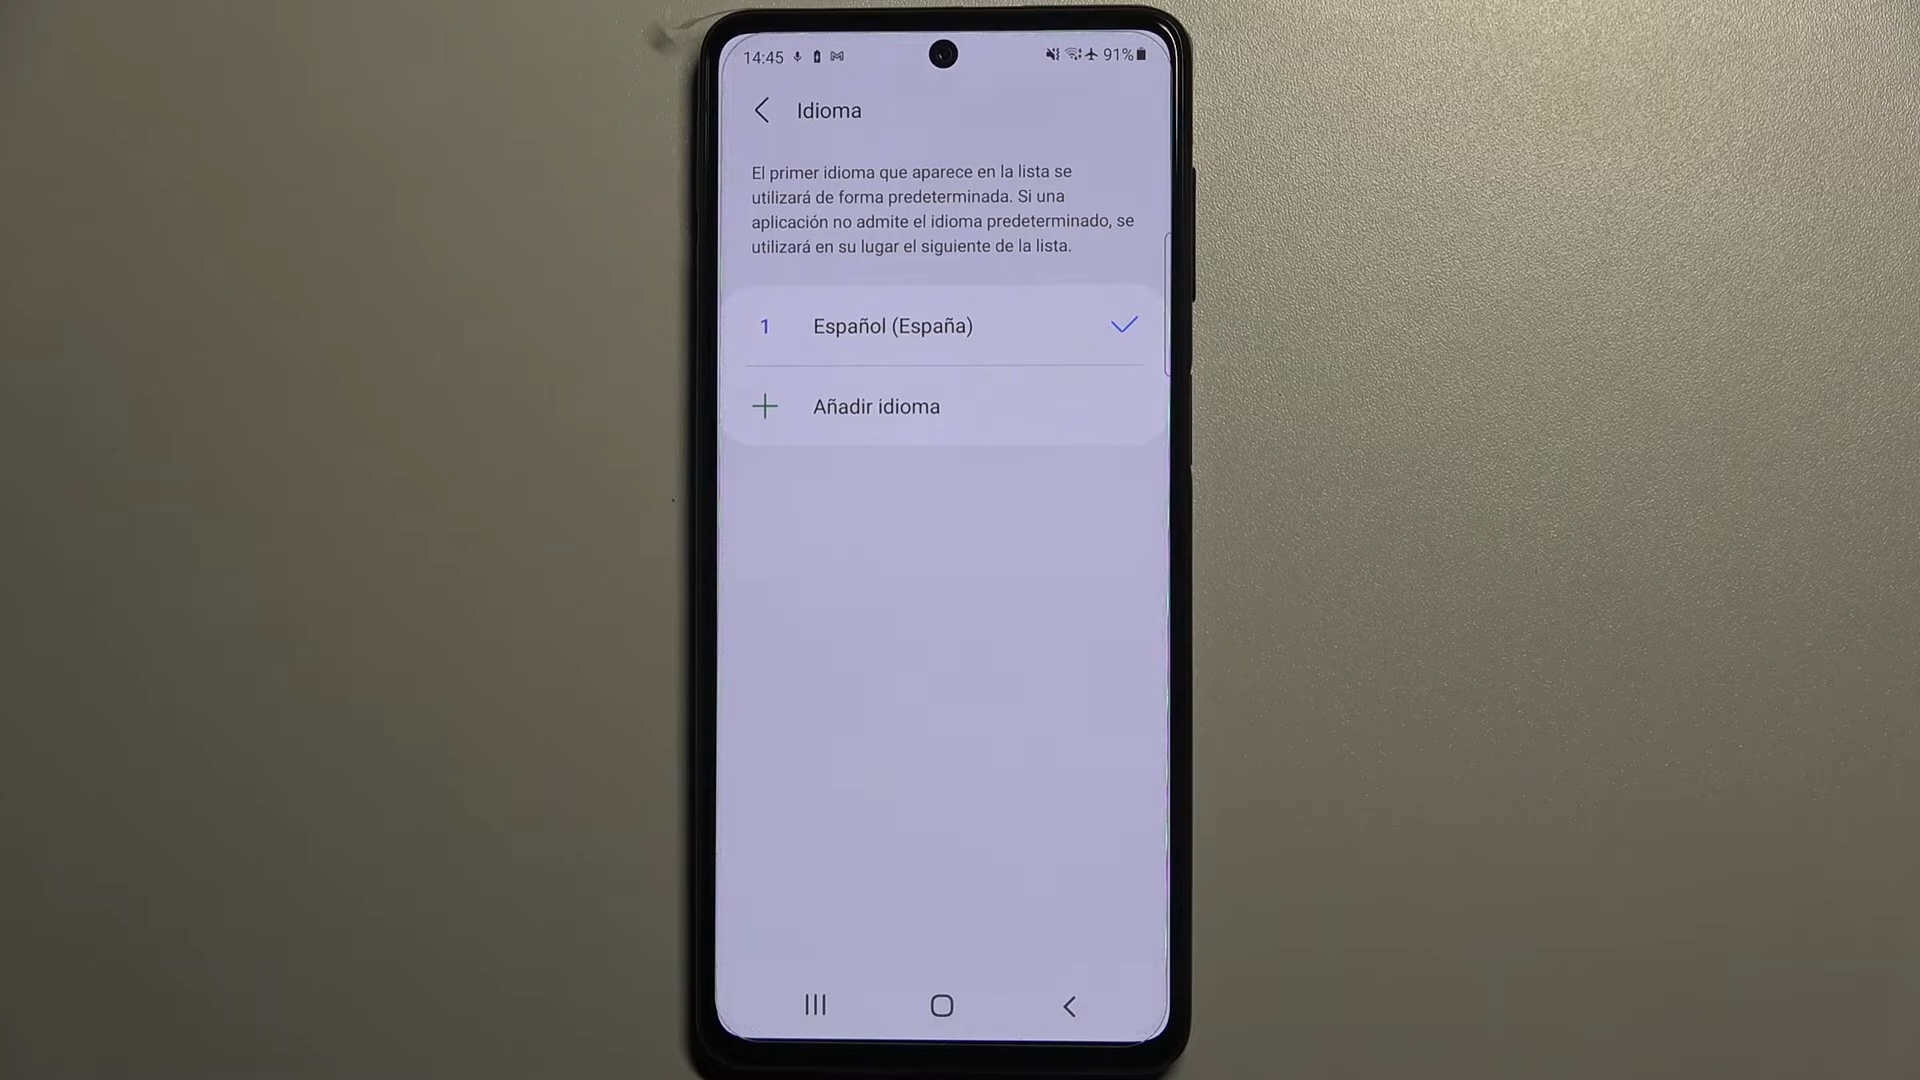 14:45 91%
Idioma
El primer idioma que aparece en la lista se
utilizará de forma predeterminada. Si una
aplicación no admite el idioma predeterminado, se
utilizará en su lugar el siguiente de la lista.
1 Español (España)
Añadir idioma